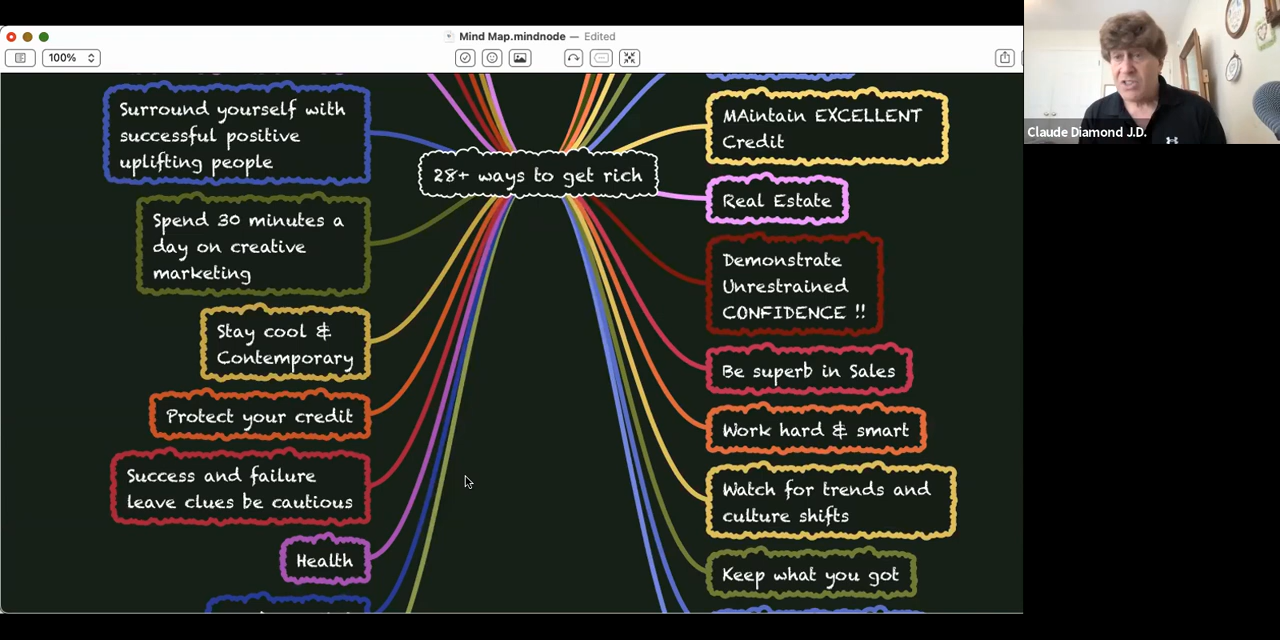 Mind Map.mindnode — Edited
100%
Claude Diamond J.D.
28+ ways to get rich
Surround yourself with
successful positive
uplifting people
Spend 30 minutes a
day on creative
marketing
Stay cool &
Contemporary
Protect your credit
Success and failure
leave clues be cautious
Health
MAintain EXCELLENT
Credit
Real Estate
Demonstrate
Unrestrained
CONFIDENCE !!
Be superb in Sales
Work hard & smart
Watch for trends and
culture shifts
Keep what you got